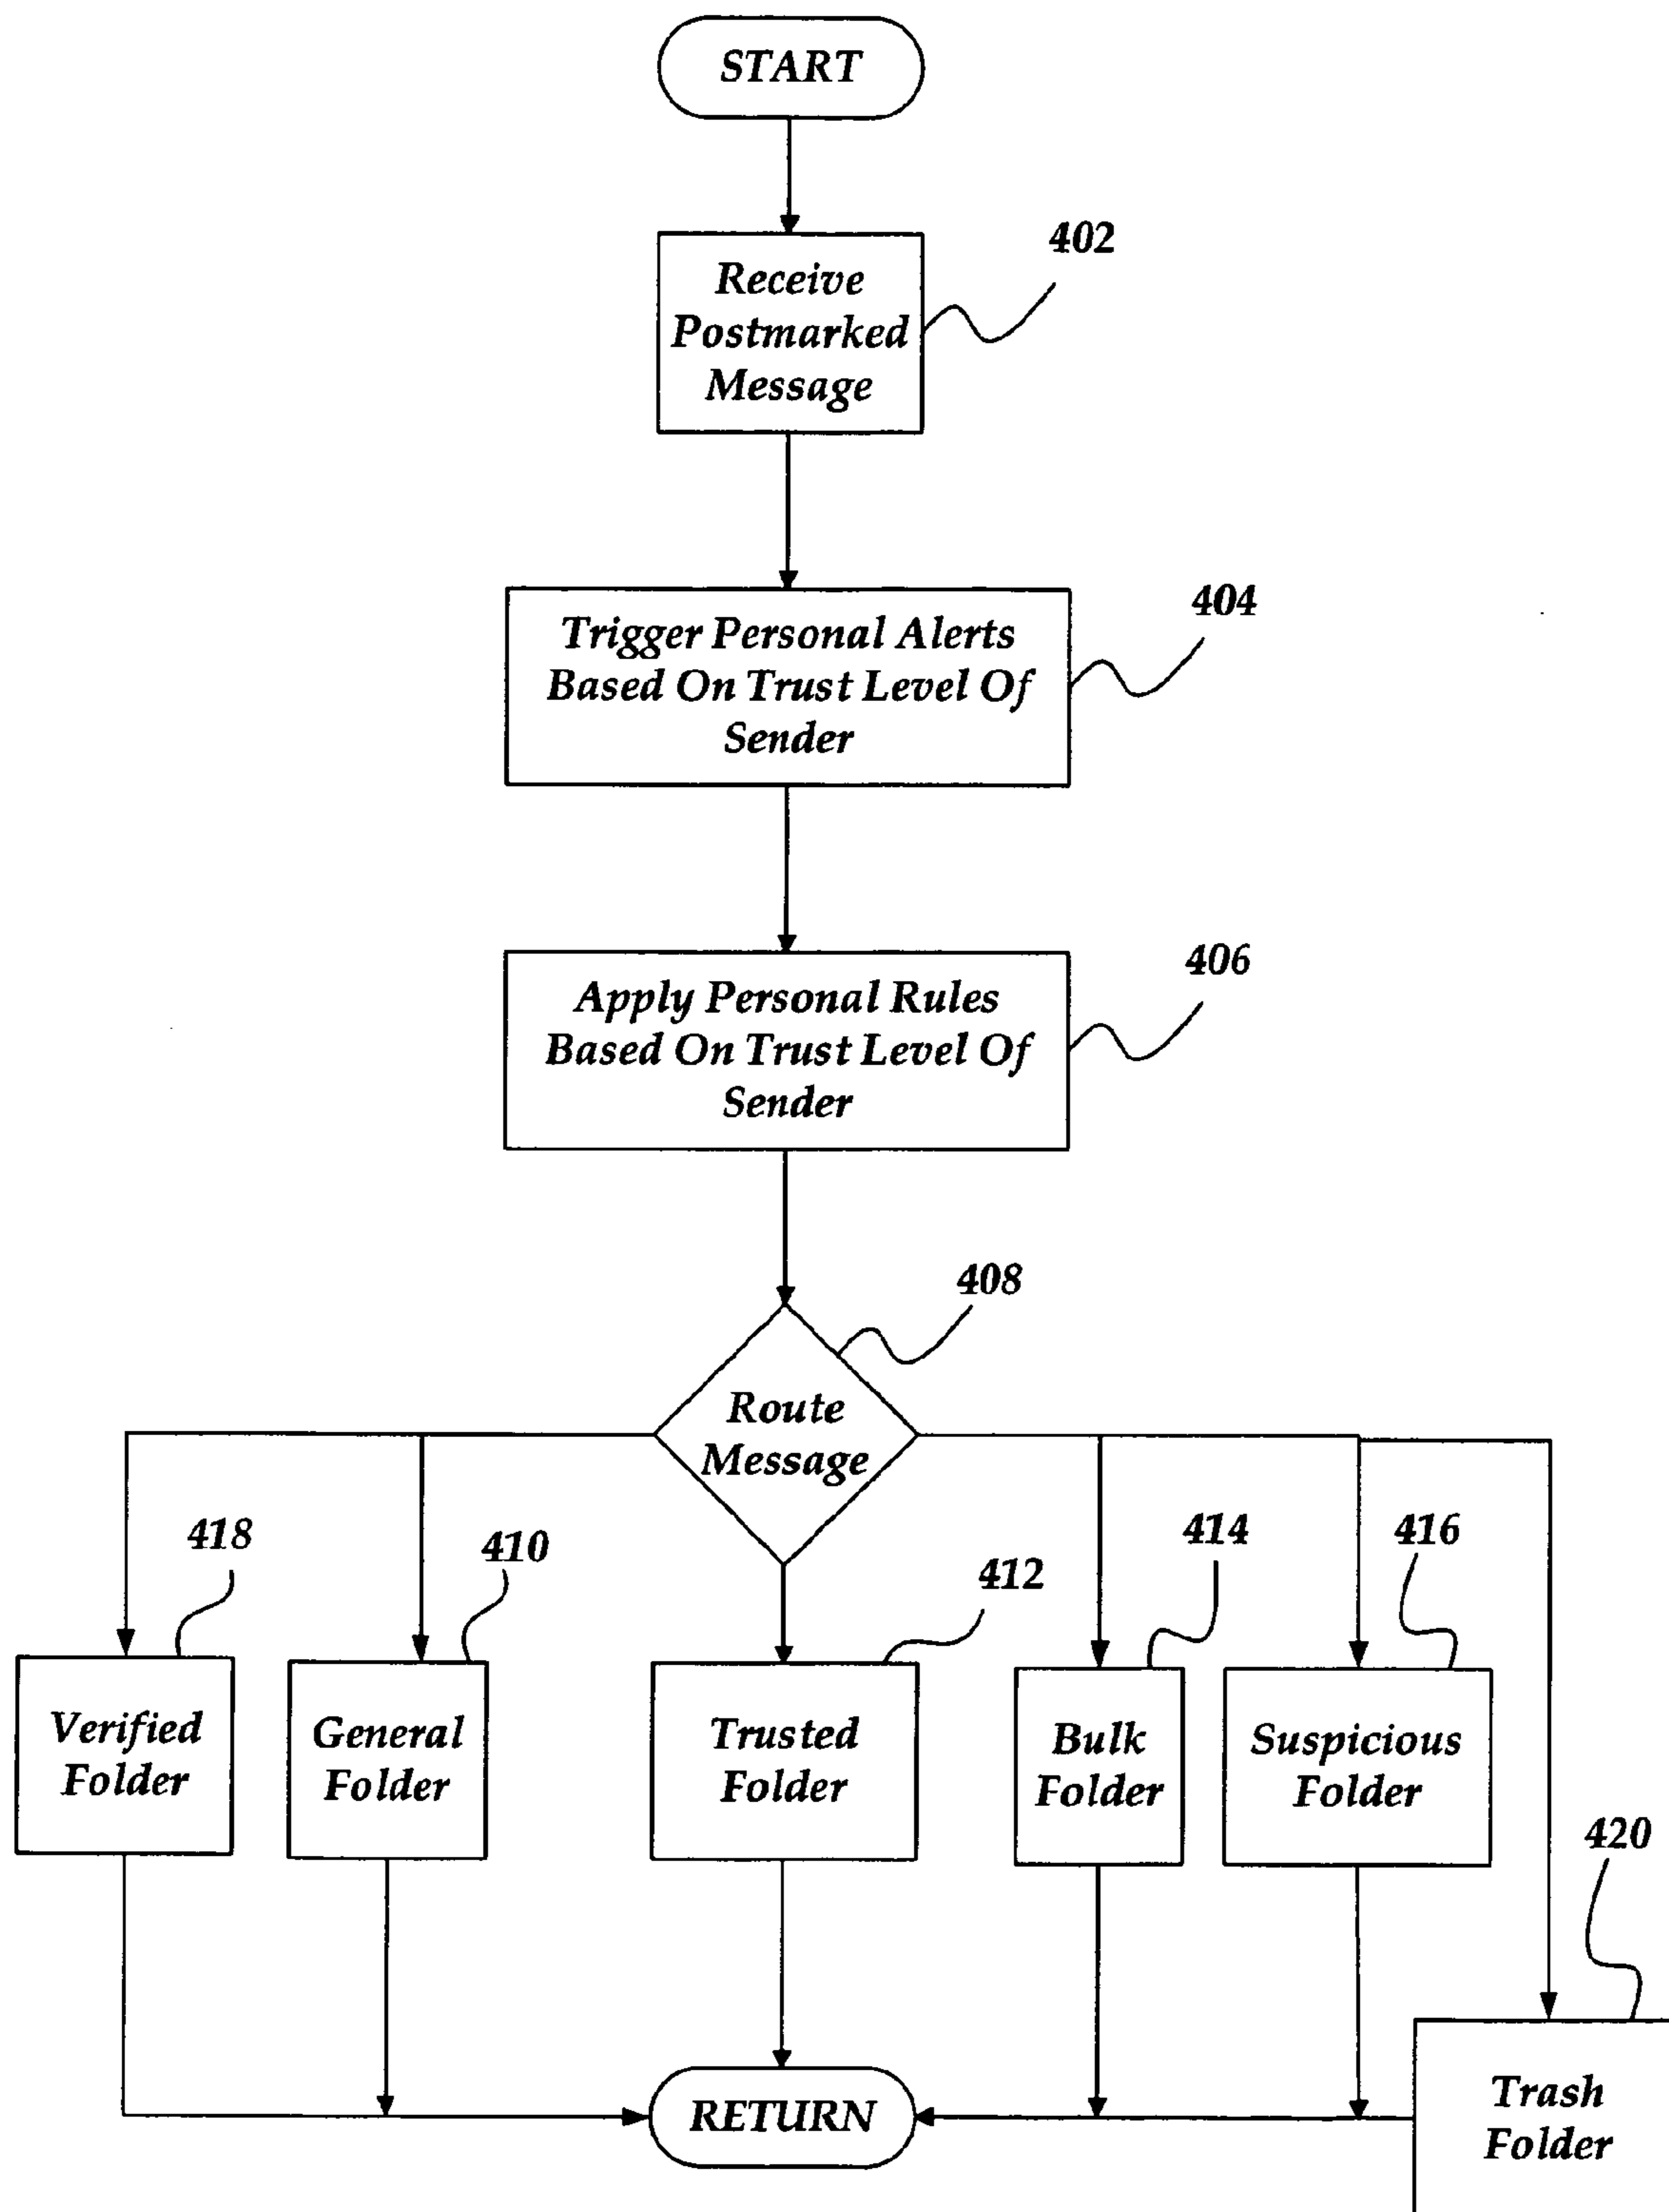 START
402
Receive
Postmarked
Message
404
Trigger Personal Alerts
Based On Trust Level Of
Sender
406
Apply Personal Rules
Based On Trust Level Of
Sender
408
Route
Message
418
410
412
414
416
Verified
Folder
General
Folder
Trusted
Folder
Bulk
Folder
Suspicious
Folder
420
RETURN
Trash
Folder